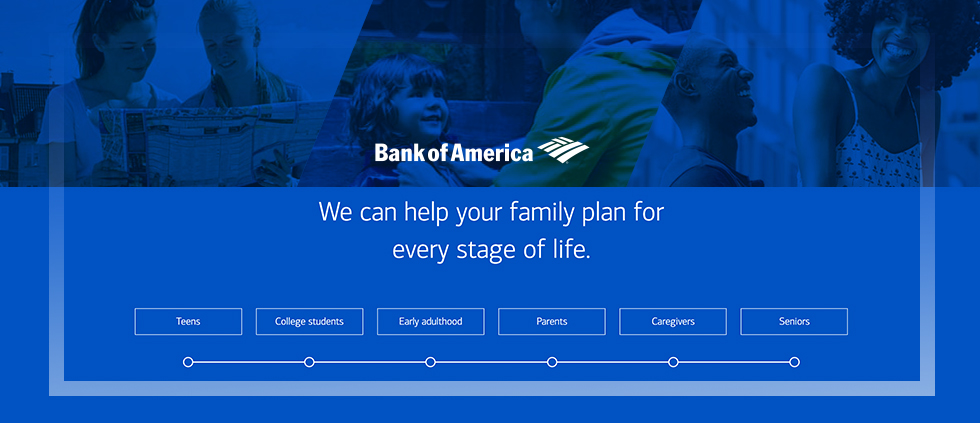 Bank of America
We can help your family plan for
every stage of life.
Teens
College students
Early adulthood
Parents
Caregivers
Seniors